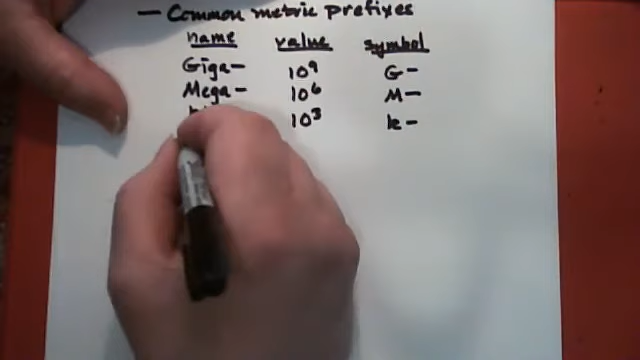 — Common metric prefixes
name value symbol
Giga- 10⁹ G-
Mega- 10⁶ M-
10³ k-